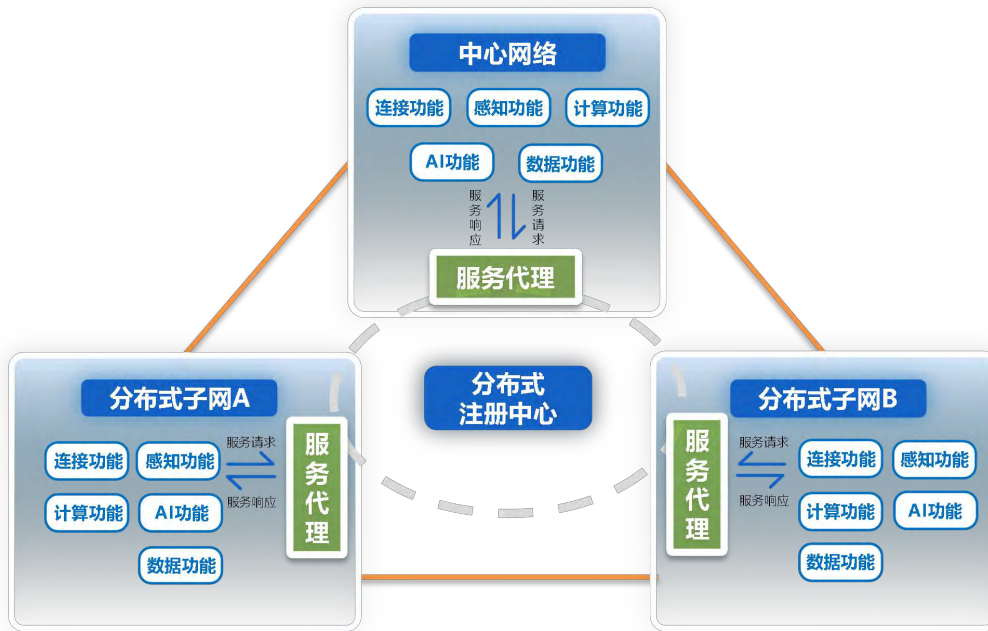 中心网络
连接功能
感知功能
计算功能
AI功能
数据功能
服务响应
服务请求
服务代理
分布式
注册中心
分布式子网A
连接功能
感知功能
计算功能
AI功能
数据功能
服务请求
服务响应
服务代理
分布式子网B
服务代理
服务请求
服务响应
连接功能
感知功能
计算功能
AI功能
数据功能